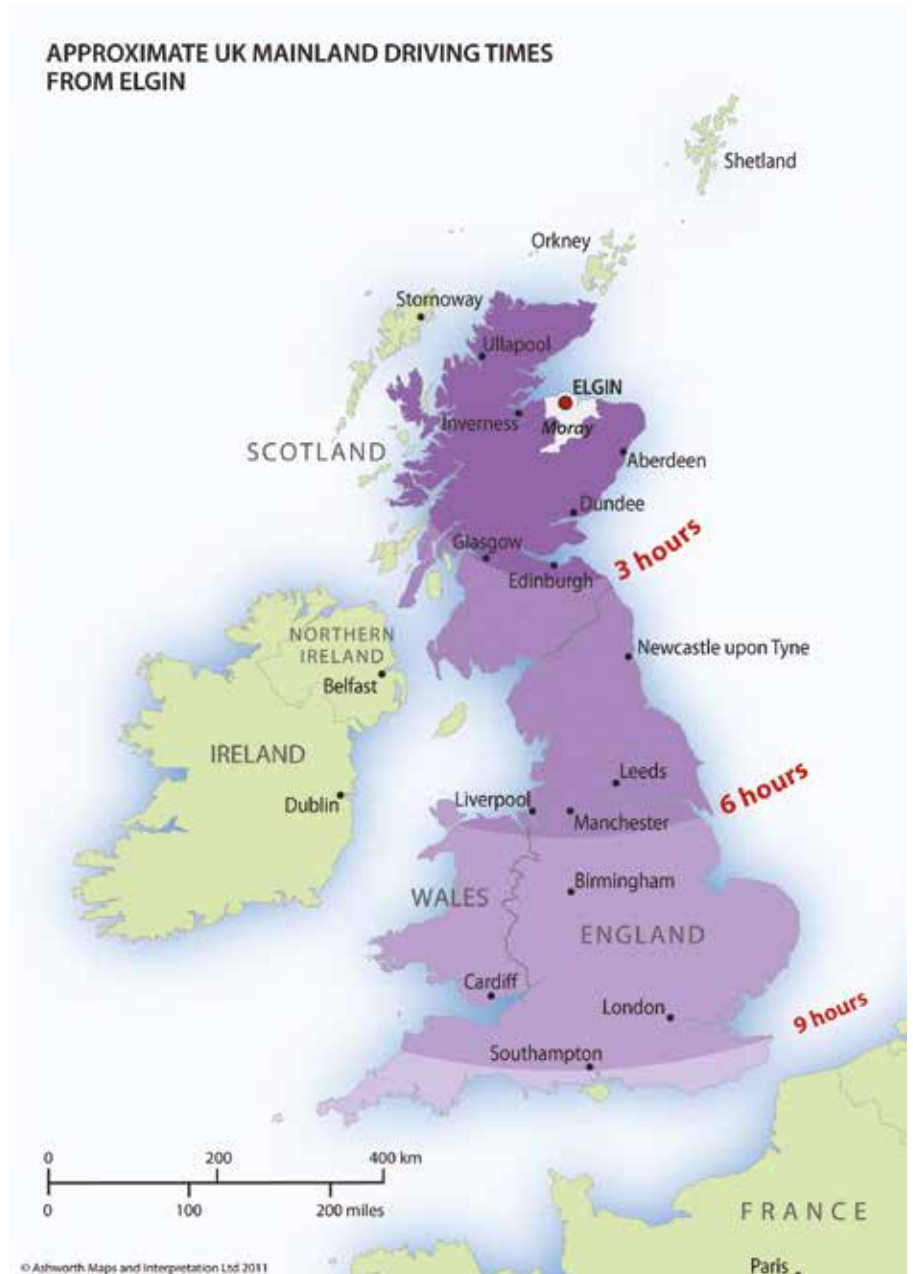 APPROXIMATE UK MAINLAND DRIVING TIMES
FROM ELGIN
Shetland
Orkney
Stornoway
Ullapool
ELGIN
Inverness
Moray
SCOTLAND
Aberdeen
Dundee
3 hours
Glasgow
Edinburgh
NORTHERN
IRELAND
Newcastle upon Tyne
Belfast
IRELAND
Leeds
6 hours
Dublin
Liverpool
Manchester
Birmingham
WALES
ENGLAND
Cardiff
London
9 hours
Southampton
0 200 400 km
0 100 200 miles
FRANCE
Paris
© Ashworth Maps and Interpretation Ltd 2011